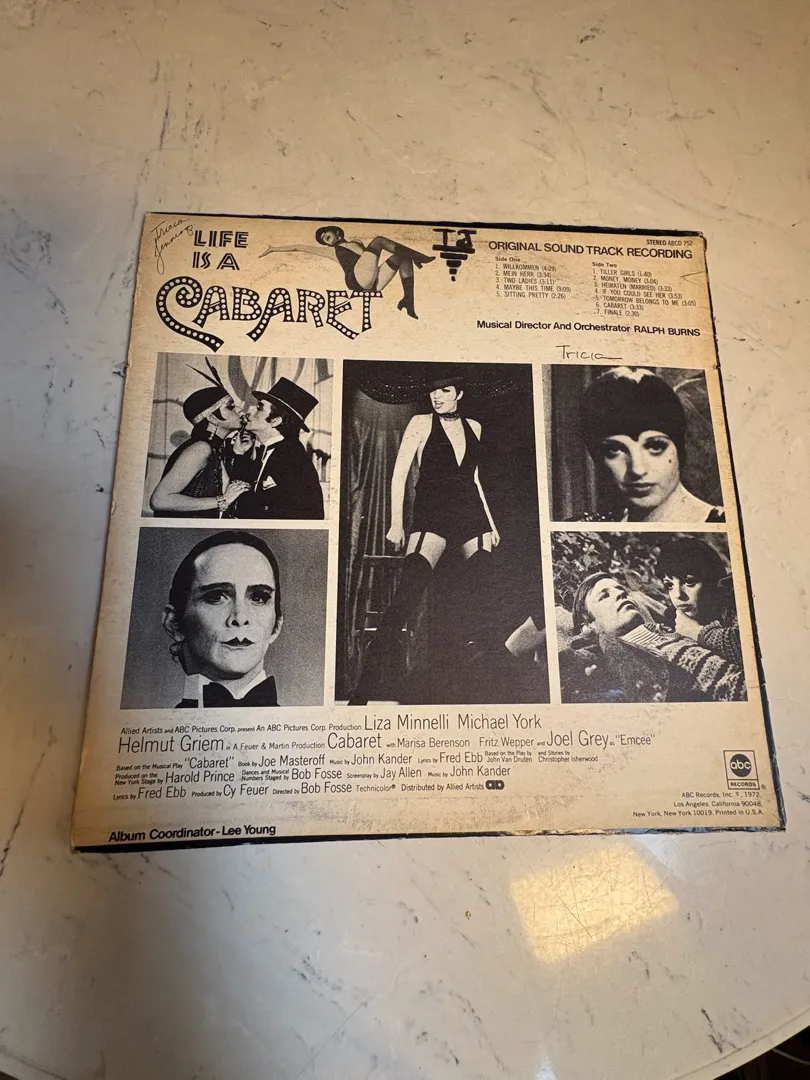 Tricia
Jennings
LIFE
IS A
CABARET
TJ
STEREO ABCD 752
ORIGINAL SOUND TRACK RECORDING
Side One
1. WILLKOMMEN (4:29)
2. MEIN HERR (3:34)
3. TWO LADIES (3:11)
4. MAYBE THIS TIME (3:09)
5. SITTING PRETTY (2:26)
Side Two
1. TILLER GIRLS (1:40)
2. MONEY, MONEY (3:04)
3. HEIRATEN (MARRIED) (3:33)
4. IF YOU COULD SEE HER (3:53)
5. TOMORROW BELONGS TO ME (3:05)
6. CABARET (3:33)
7. FINALE (2:30)
Musical Director And Orchestrator RALPH BURNS
Tricia
Allied Artists and ABC Pictures Corp. present An ABC Pictures Corp. Production Liza Minnelli Michael York
Helmut Griem in A Feuer & Martin Production Cabaret with Marisa Berenson Fritz Wepper and Joel Grey as "Emcee"
Based on the Musical Play "Cabaret" Book by Joe Masteroff Music by John Kander Lyrics by Fred Ebb Based on the Play by John Van Druten and Stories by Christopher Isherwood
Produced on the New York Stage by Harold Prince Dances and Musical Numbers Staged by Bob Fosse Screenplay by Jay Allen Music by John Kander
Lyrics by Fred Ebb Produced by Cy Feuer Directed by Bob Fosse Technicolor® Distributed by Allied Artists
abc
RECORDS
®
ABC Records, Inc. ℗, 1972,
Los Angeles, California 90048,
New York, New York 10019. Printed in U.S.A.
Album Coordinator-Lee Young